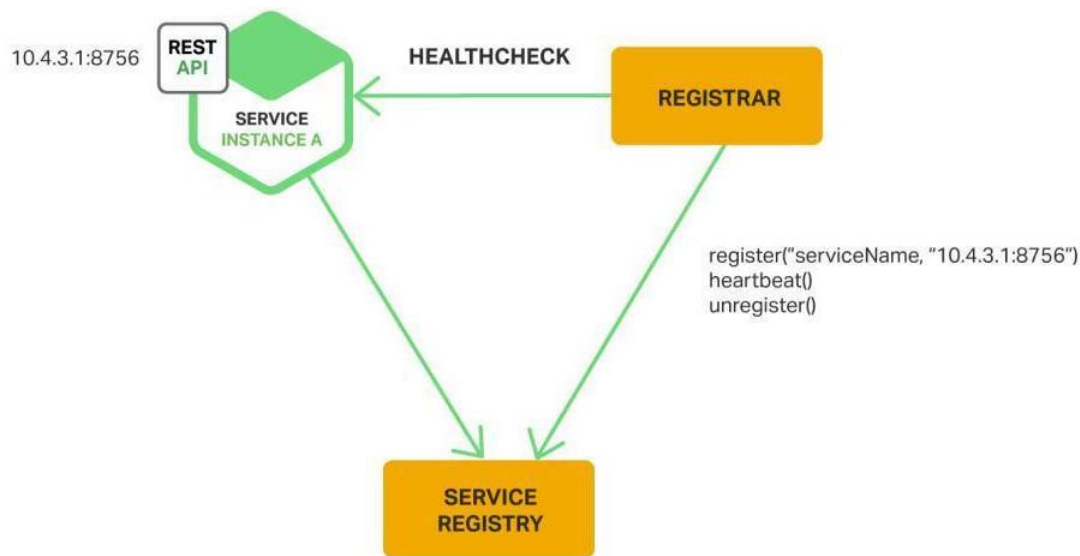 10.4.3.1:8756
REST
API
SERVICE
INSTANCE A
HEALTHCHECK
REGISTRAR
register(“serviceName, “10.4.3.1:8756”)
heartbeat()
unregister()
SERVICE
REGISTRY